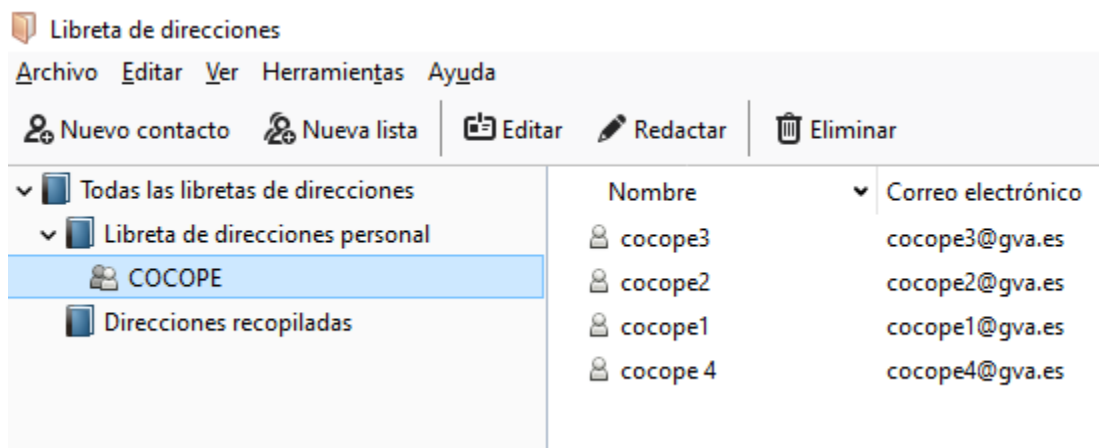 Libreta de direcciones
Archivo Editar Ver Herramientas Ayuda
Nuevo contacto Nueva lista Editar Redactar Eliminar
Todas las libretas de direcciones
Libreta de direcciones personal
COCOPE
Direcciones recopiladas
Nombre Correo electrónico
cocope3 cocope3@gva.es
cocope2 cocope2@gva.es
cocope1 cocope1@gva.es
cocope 4 cocope4@gva.es